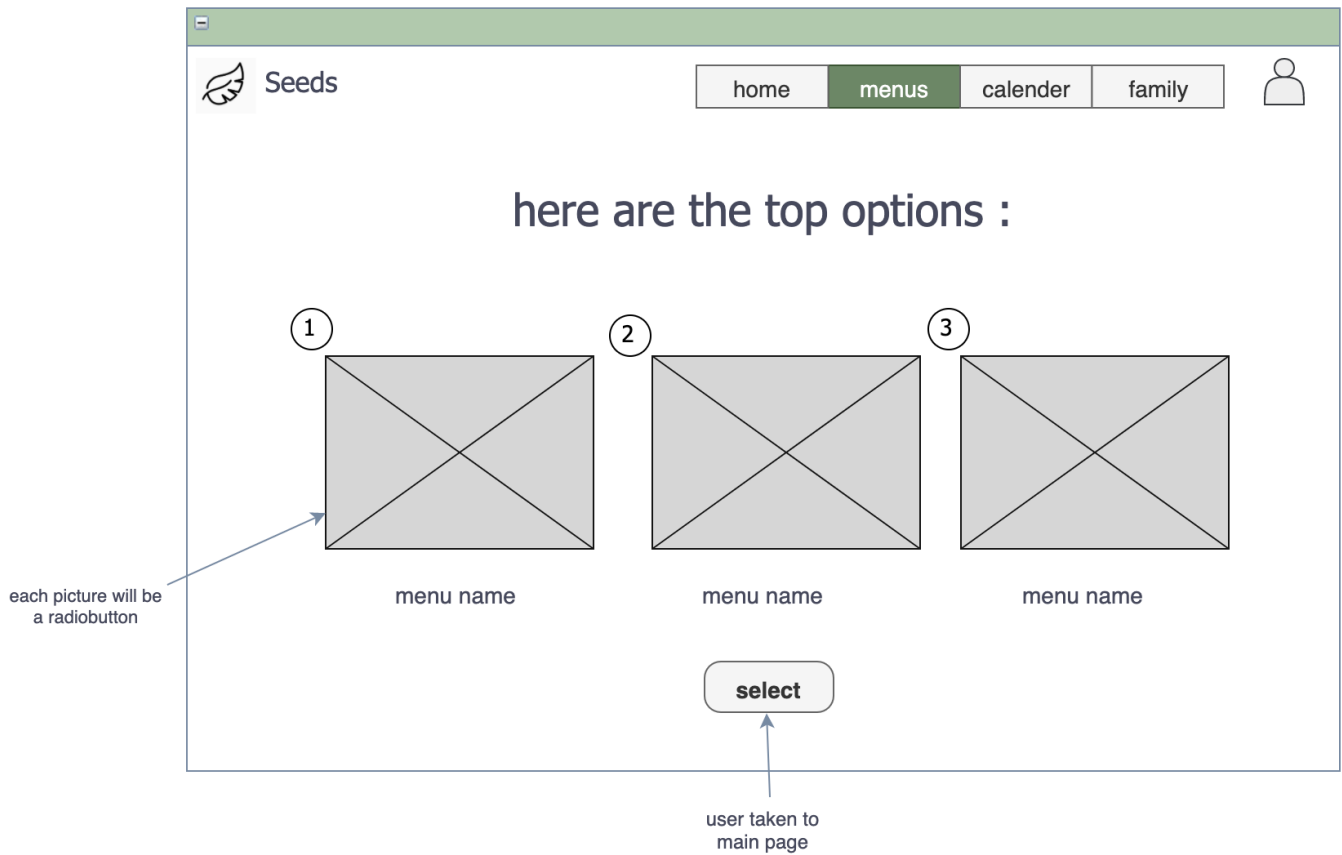 Seeds
home
menus
calender
family
here are the top options :
1
2
3
each picture will be
a radiobutton
menu name
menu name
menu name
select
user taken to
main page